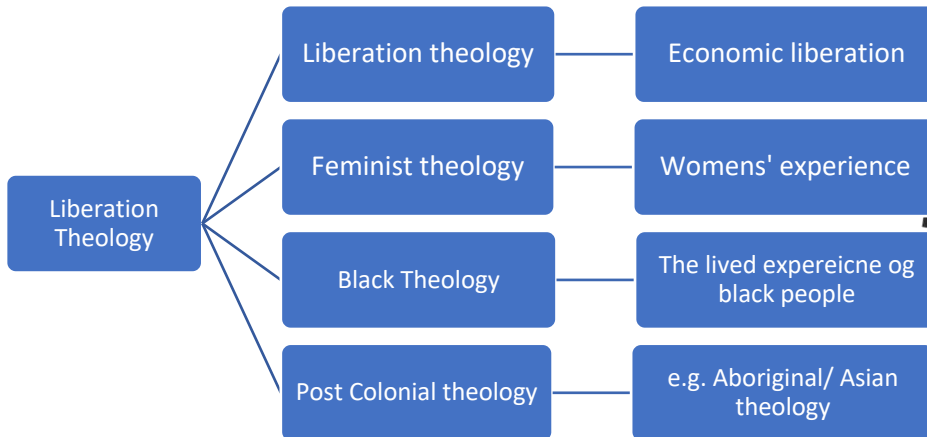 Liberation theology
Economic liberation
Feminist theology
Womens' experience
Liberation
Theology
Black Theology
The lived expereicne og
black people
Post Colonial theology
e.g. Aboriginal/ Asian
theology